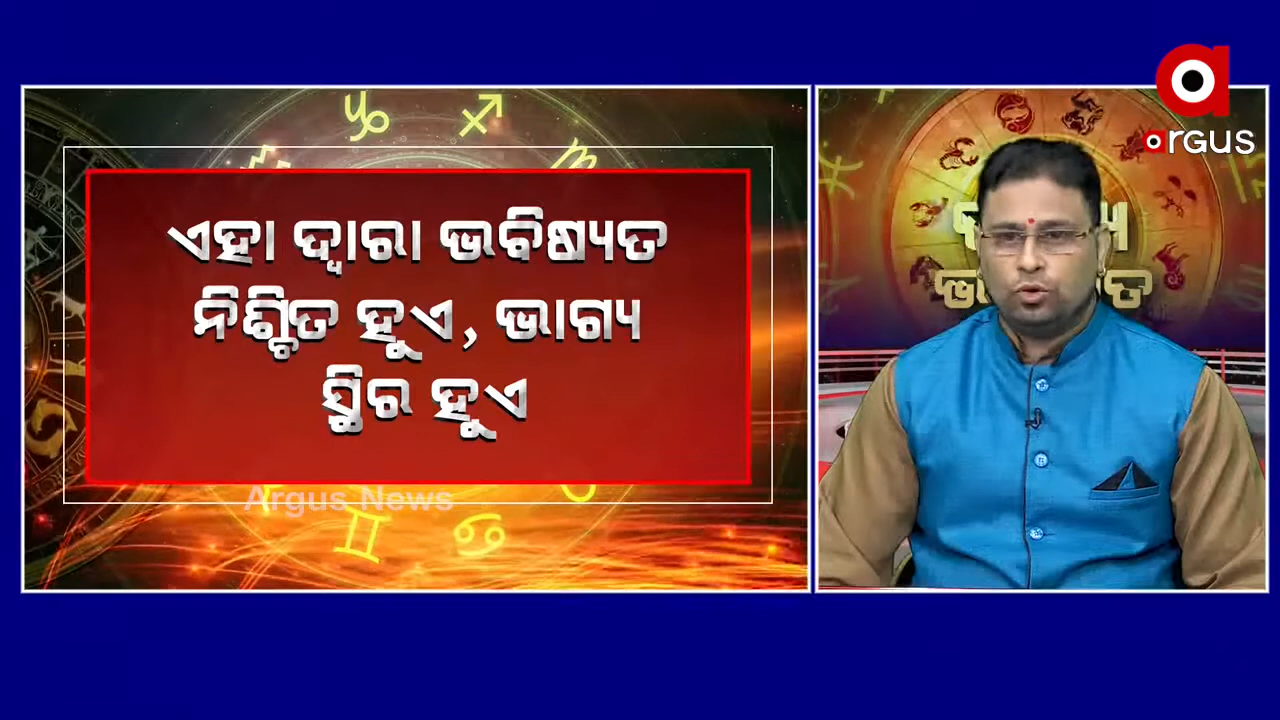 ଏହା ଦ୍ୱାରା ଭବିଷ୍ୟତ
ନିଶ୍ଚିତ ହୁଏ, ଭାଗ୍ୟ
ସ୍ଥିର ହୁଏ
Argus News
argus